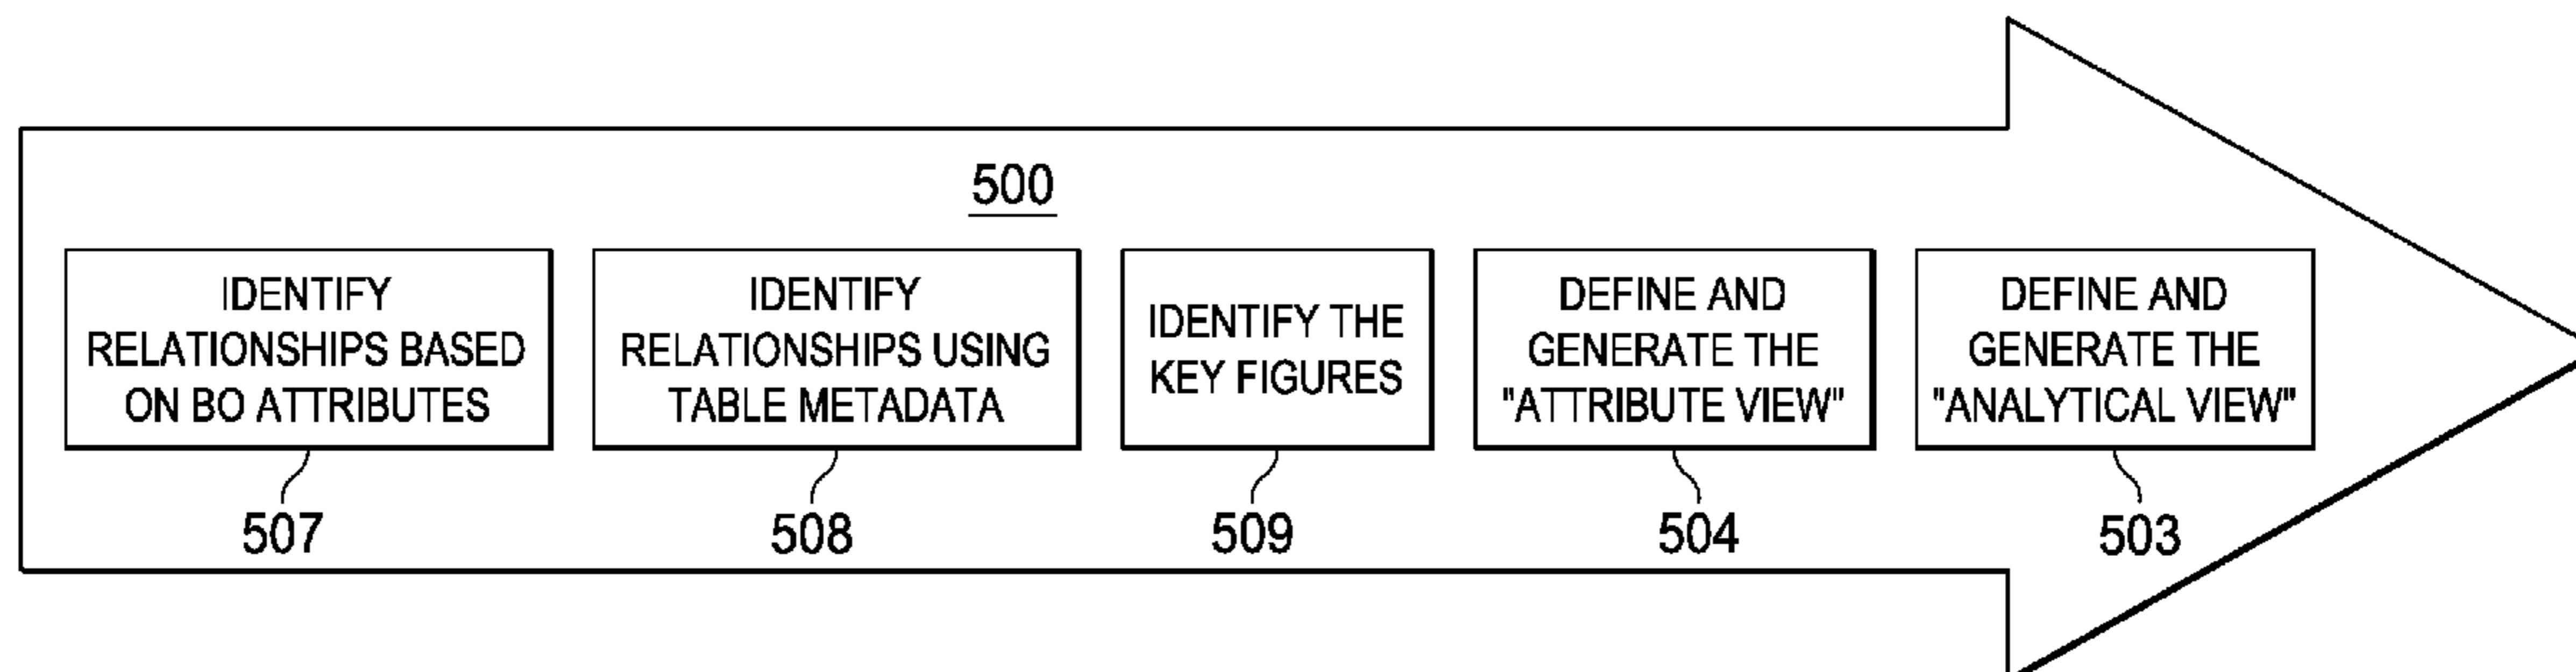 500
IDENTIFY
RELATIONSHIPS BASED
ON BO ATTRIBUTES
IDENTIFY
RELATIONSHIPS USING
TABLE METADATA
IDENTIFY THE
KEY FIGURES
DEFINE AND
GENERATE THE
"ATTRIBUTE VIEW"
DEFINE AND
GENERATE THE
"ANALYTICAL VIEW"
507
508
509
504
503